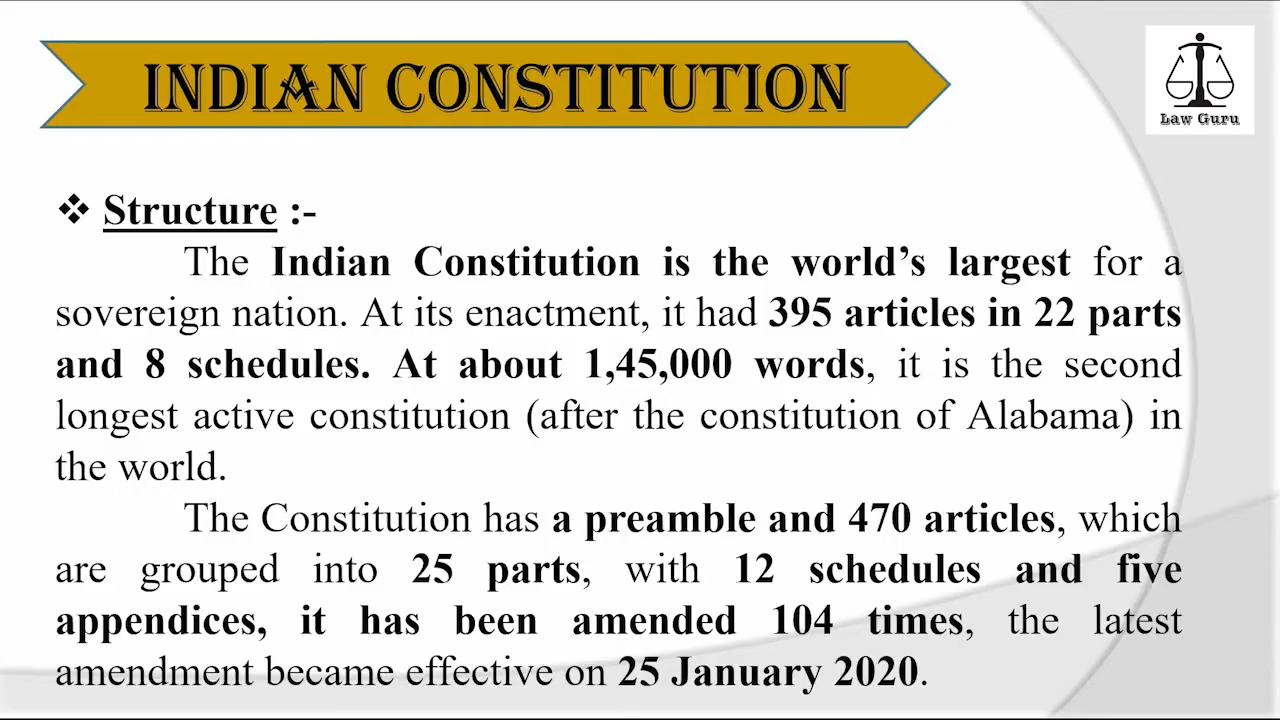 INDIAN CONSTITUTION
Law Guru
❖ Structure :-
The Indian Constitution is the world’s largest for a
sovereign nation. At its enactment, it had 395 articles in 22 parts
and 8 schedules. At about 1,45,000 words, it is the second
longest active constitution (after the constitution of Alabama) in
the world.
The Constitution has a preamble and 470 articles, which
are grouped into 25 parts, with 12 schedules and five
appendices, it has been amended 104 times, the latest
amendment became effective on 25 January 2020.